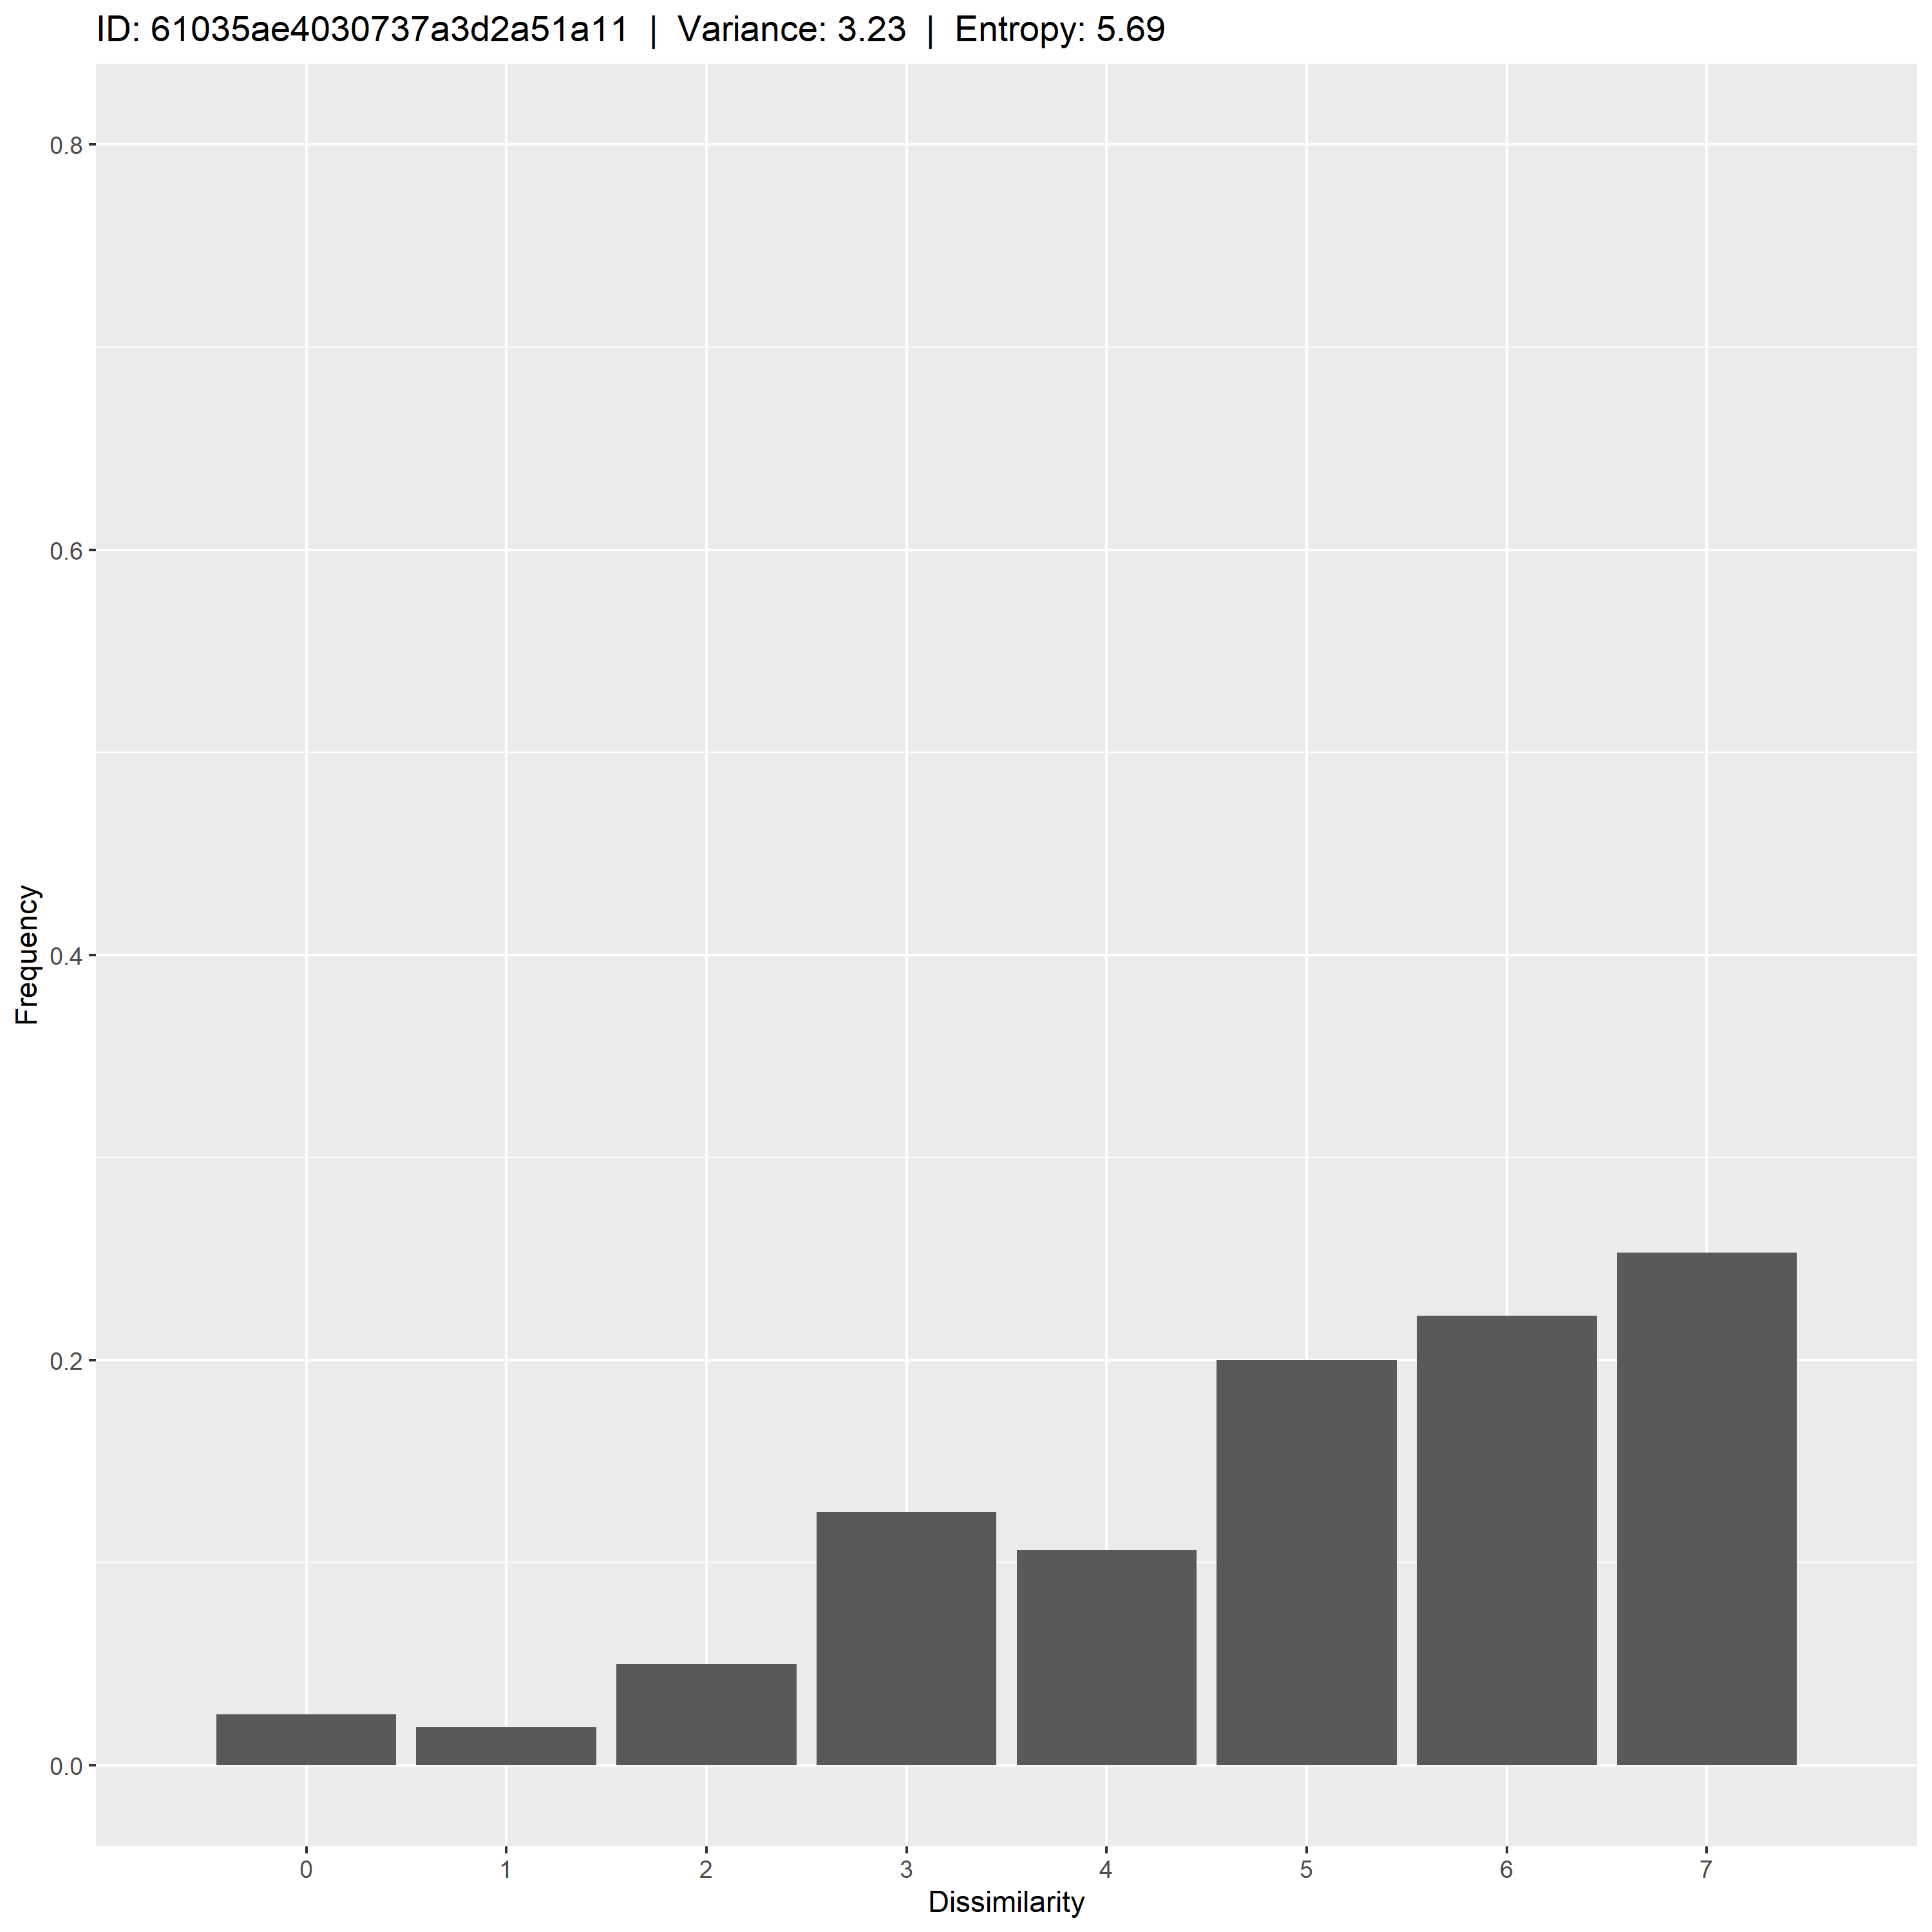 ID: 61035ae4030737a3d2a51a11 | Variance: 3.23 | Entropy: 5.69
0.8
0.6
0.4
0.2
0.0
Frequency
0 1 2 3 4 5 6 7
Dissimilarity